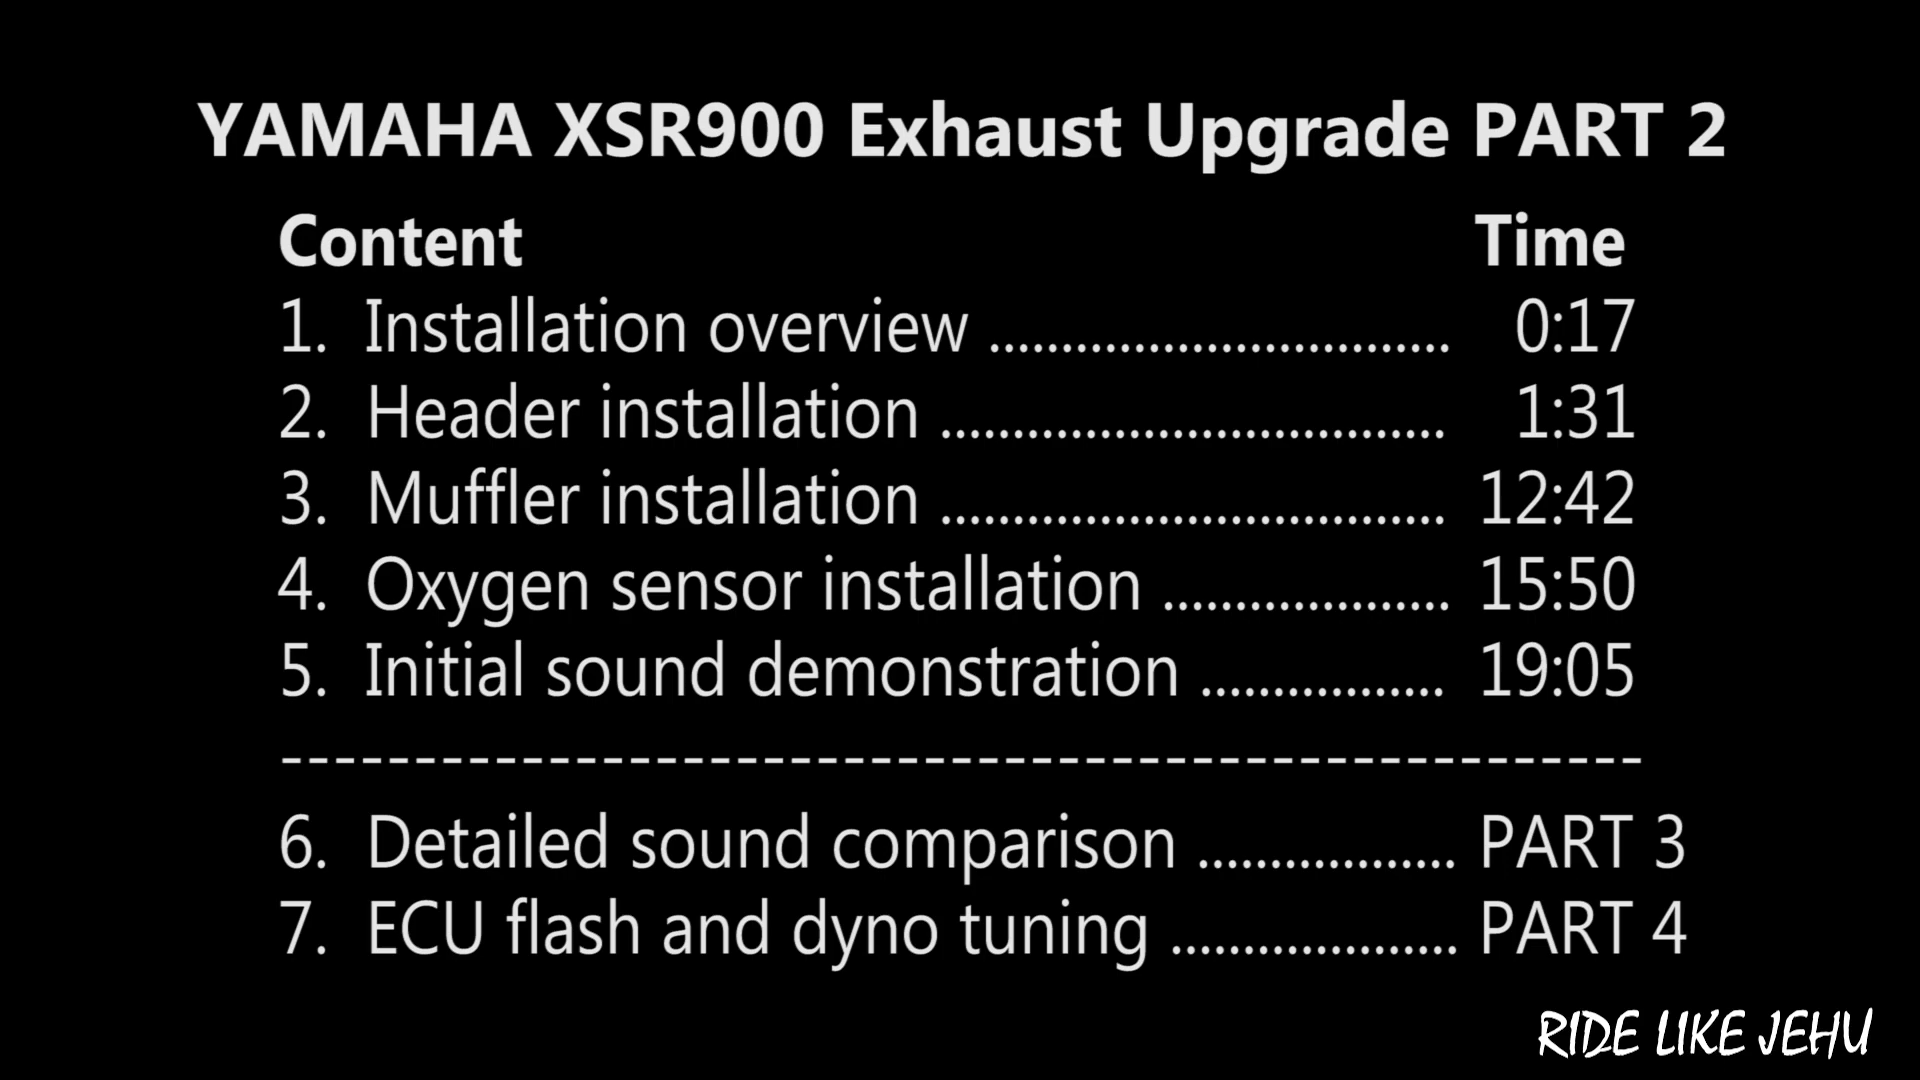 YAMAHA XSR900 Exhaust Upgrade PART 2
Content Time
1. Installation overview ................................ 0:17
2. Header installation ................................... 1:31
3. Muffler installation ................................... 12:42
4. Oxygen sensor installation .................... 15:50
5. Initial sound demonstration ................. 19:05
----------------------------------------------------
6. Detailed sound comparison .................. PART 3
7. ECU flash and dyno tuning .................... PART 4
RIDE LIKE JEHU